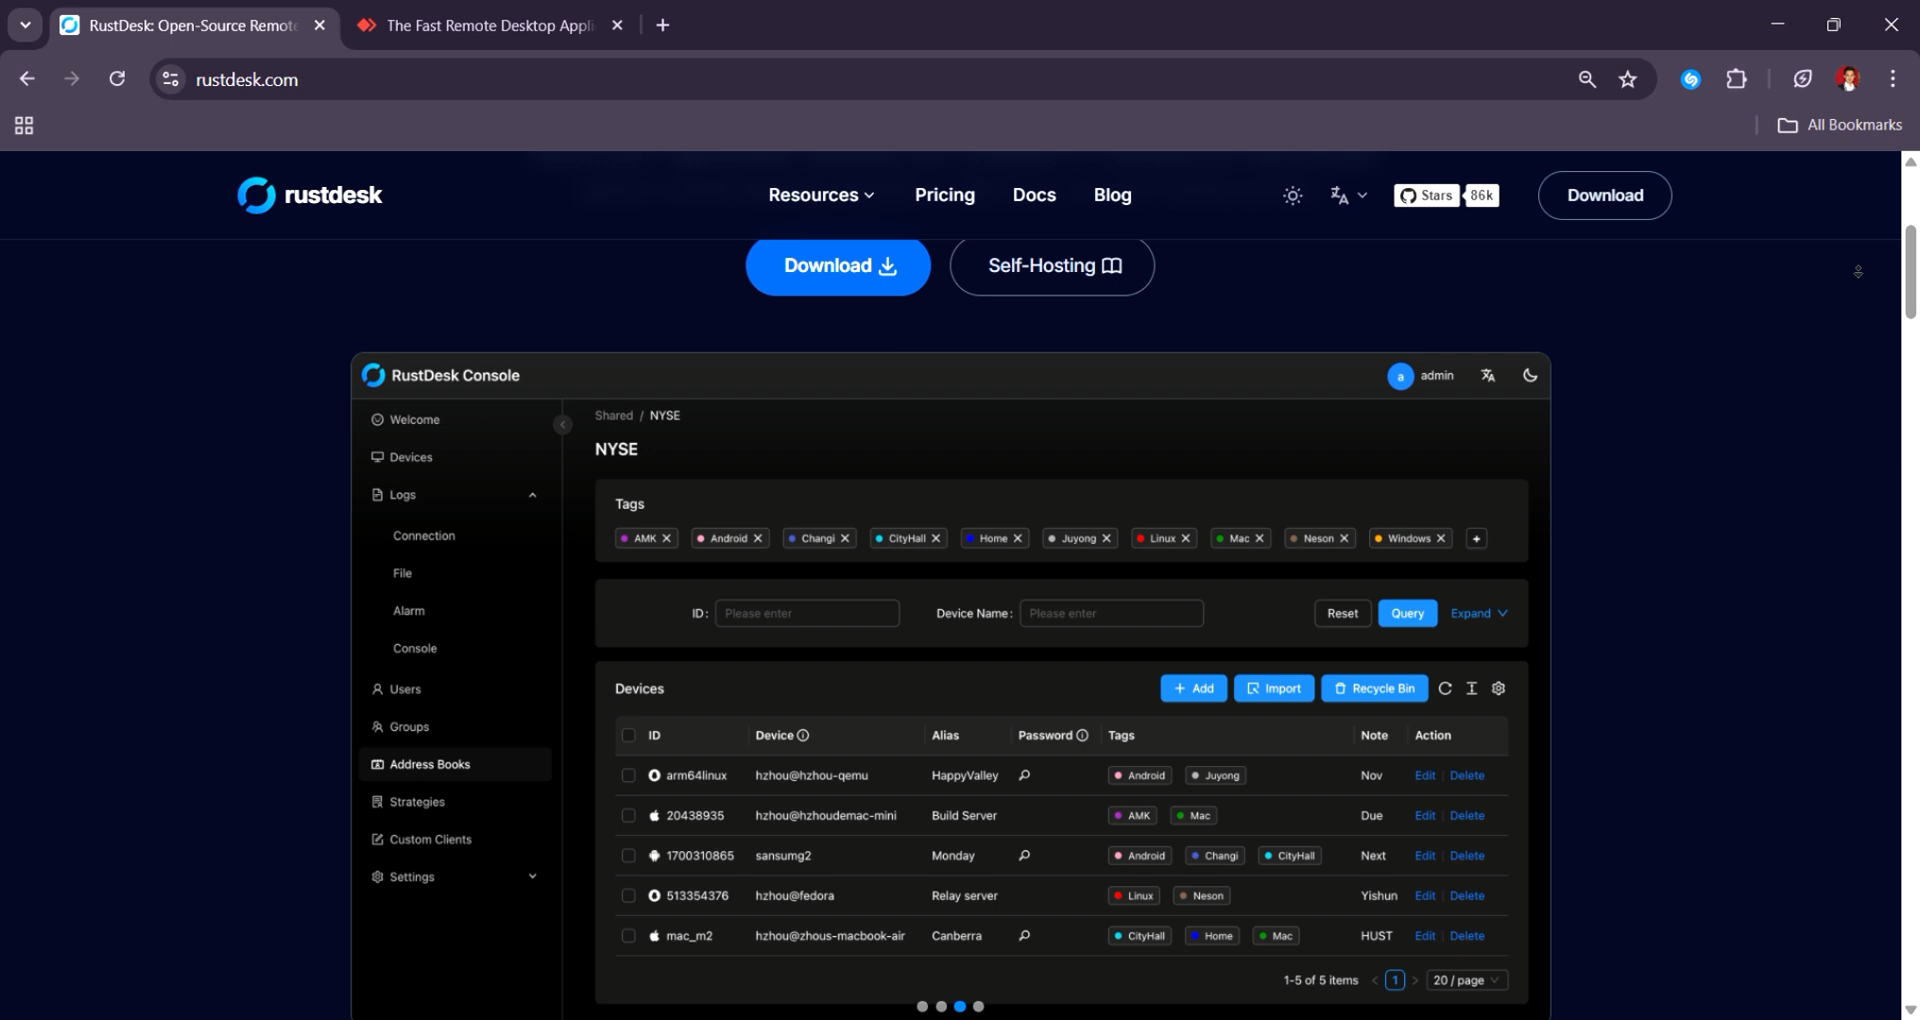 RustDesk: Open-Source Remote
The Fast Remote Desktop Appli
rustdesk.com
All Bookmarks
rustdesk
Resources
Pricing
Docs
Blog
Stars
86k
Download
Download
Self-Hosting
RustDesk Console
a
admin
Welcome
Devices
Logs
Connection
File
Alarm
Console
Users
Groups
Address Books
Strategies
Custom Clients
Settings
Shared / NYSE
NYSE
Tags
AMK Android Changi CityHall Home Juyong Linux Mac Neson Windows
ID: Please enter Device Name: Please enter Reset Query Expand
Devices
Add Import Recycle Bin
ID Device Alias Password Tags Note Action
arm64linux hzhou@hzhou-qemu HappyValley Android Juyong Nov Edit Delete
20438935 hzhou@hzhoudemac-mini Build Server AMK Mac Due Edit Delete
1700310865 sansumg2 Monday Android Changi CityHall Next Edit Delete
513354376 hzhou@fedora Relay server Linux Neson Yishun Edit Delete
mac_m2 hzhou@zhous-macbook-air Canberra CityHall Home Mac HUST Edit Delete
1-5 of 5 items < 1 > 20 / page